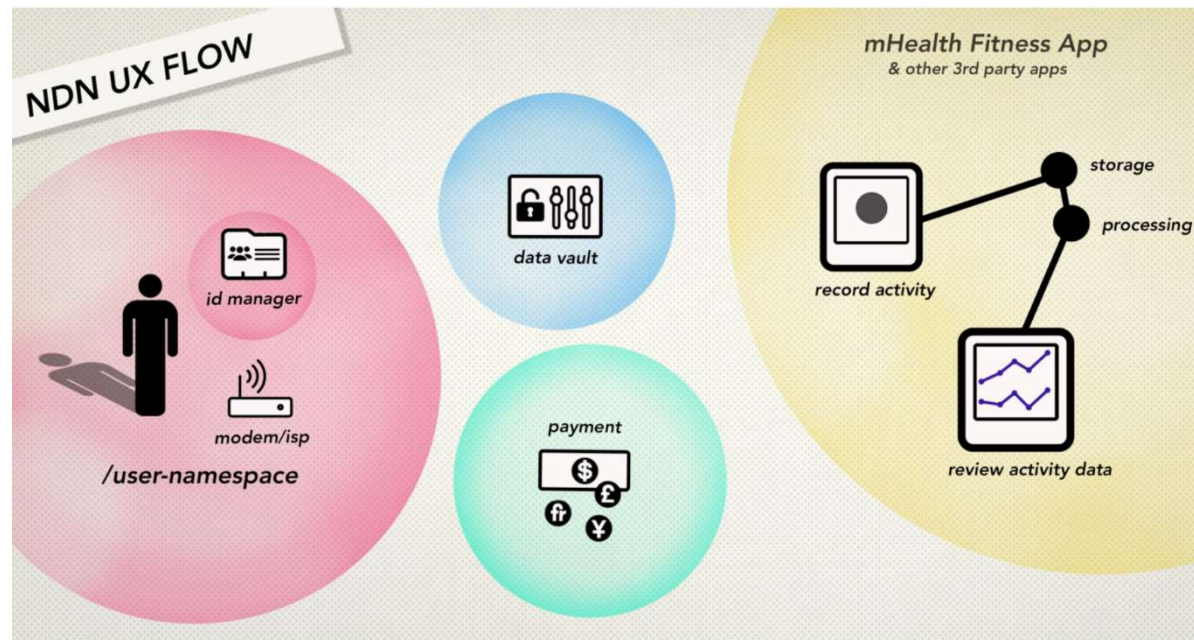 NDN UX FLOW
mHealth Fitness App
& other 3rd party apps
id manager
modem/isp
/user-namespace
data vault
payment
$
£
fr
¥
storage
processing
record activity
review activity data